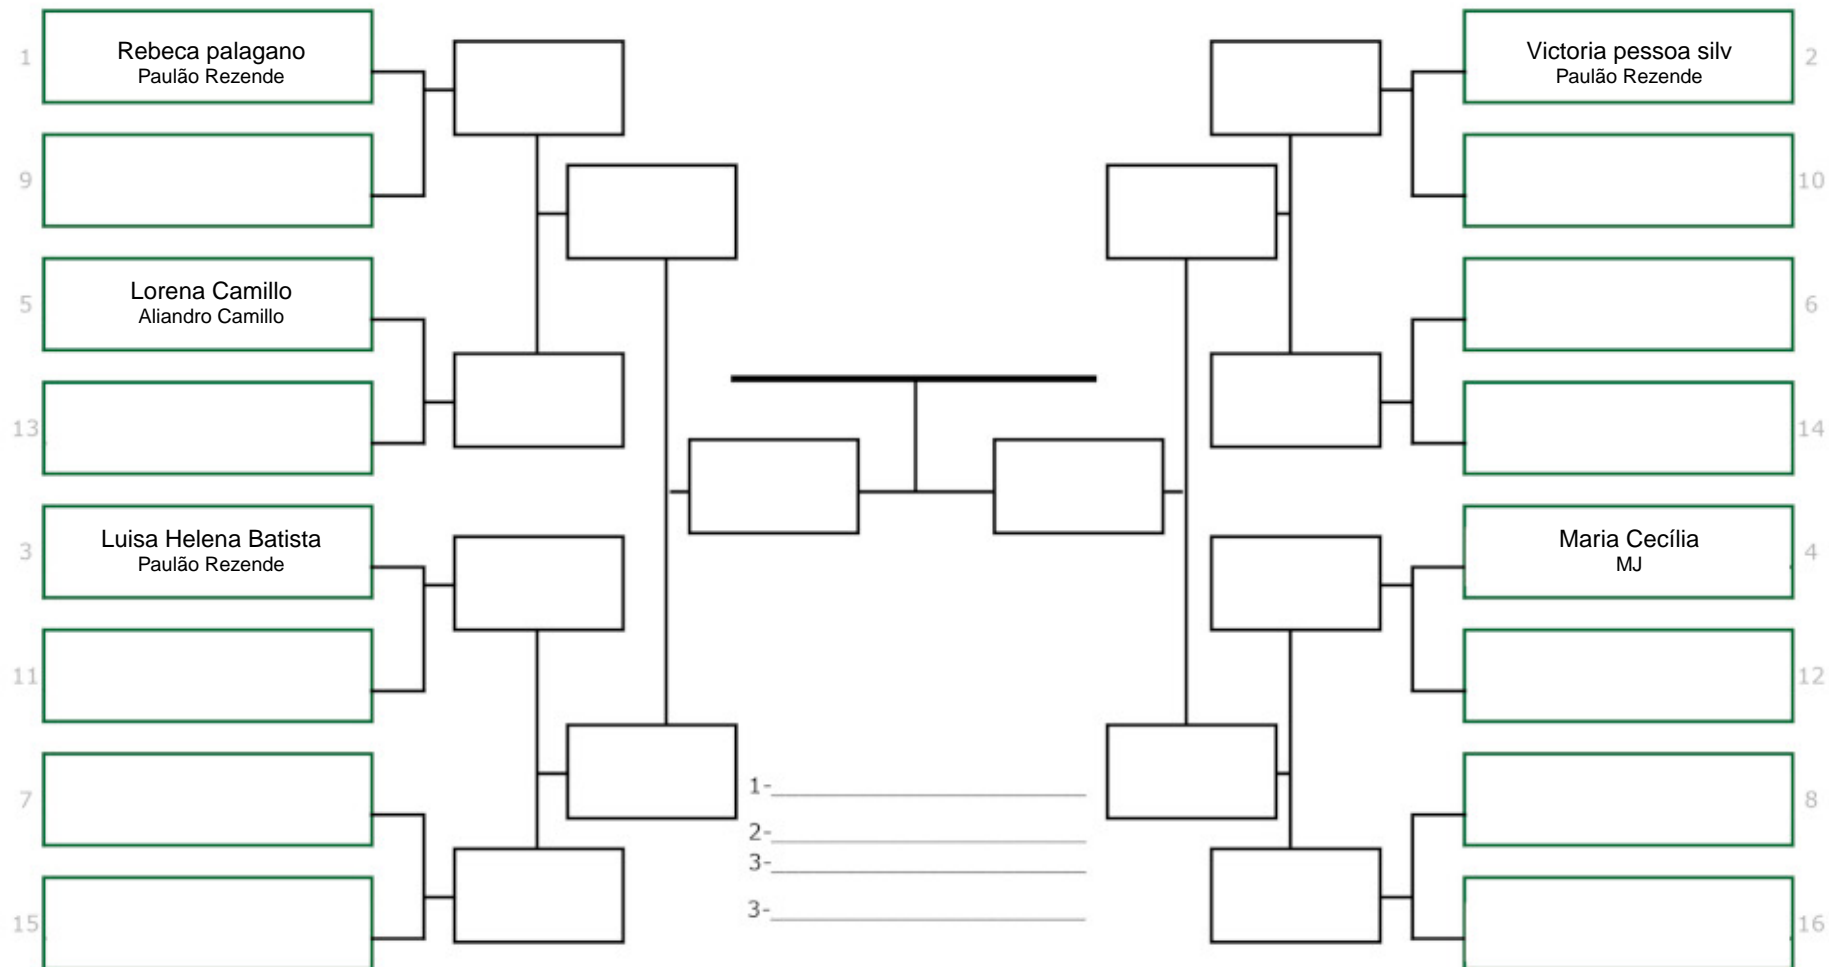 1
Rebeca palagano
Paulão Rezende
9
5
Lorena Camillo
Aliandro Camillo
13
3
Luisa Helena Batista
Paulão Rezende
11
7
15
1-
2-
3-
3-
Victoria pessoa silv
Paulão Rezende
2
10
6
14
Maria Cecília
MJ
4
12
8
16